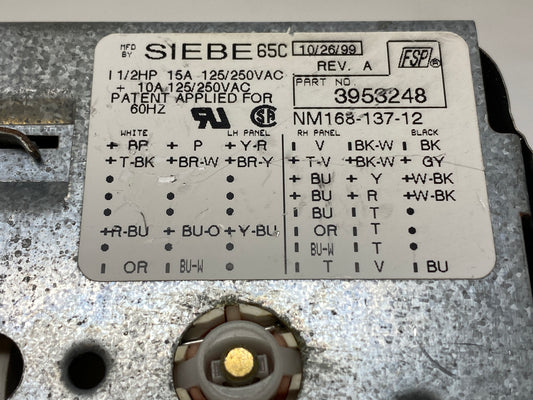 MFD BY SIEBE 65C 10/26/99 FSP ®
REV. A
I 1/2HP 15A 125/250VAC
+ 10A 125/250VAC
PATENT APPLIED FOR
60HZ
PART NO.
3953248
NM168-137-12
WHITE LH PANEL RH PANEL BLACK
+ BR + P + Y-R I V I BK-W I BK
+ T-BK + BR-W + BR-Y + T-V + BK-W I GY
• • • + BU + Y + W-BK
• • • + BU + R + W-BK
• • • I BU I T •
+ R-BU + BU-O + Y-BU I OR I T •
• • • I BU-W I T •
I OR I BU-W • I T I V I BU